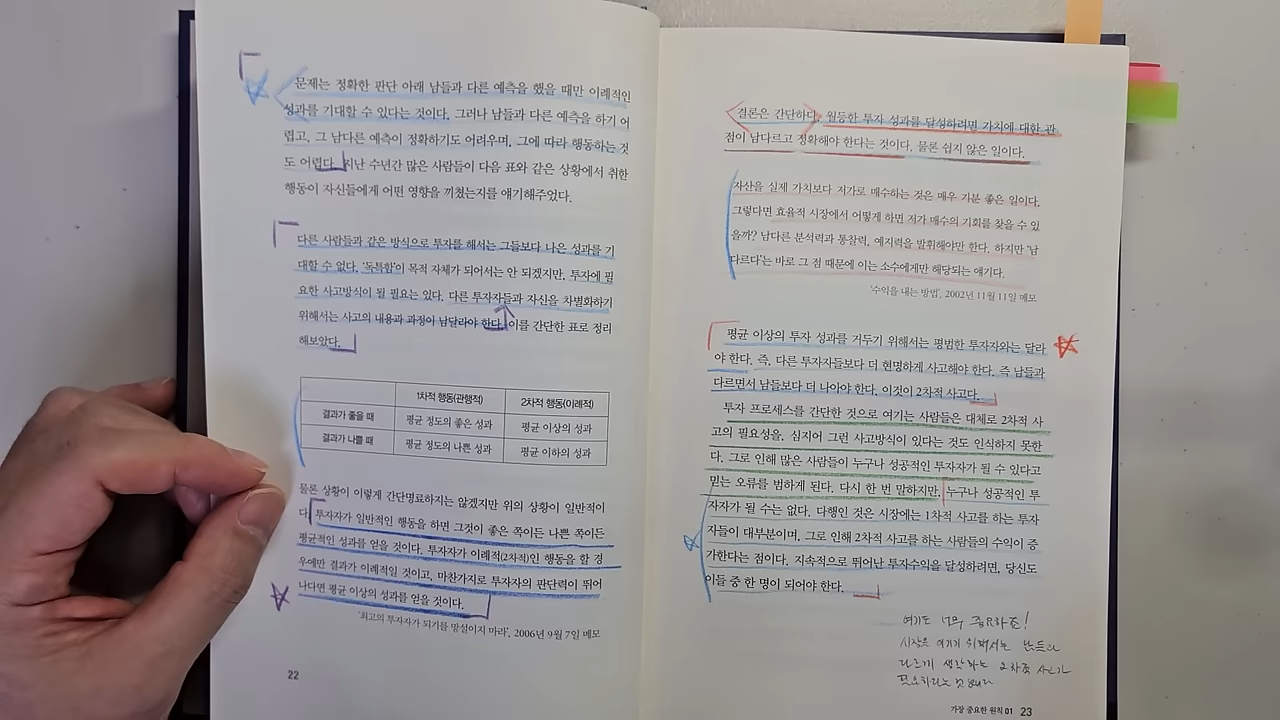 문제는 정확한 판단 아래 남들과 다른 예측을 했을 때만 이례적인
성과를 기대할 수 있다는 것이다. 그러나 남들과 다른 예측을 하기 어
렵고, 그 남다른 예측이 정확하기도 어려우며, 그에 따라 행동하는 것
도 어렵다. 지난 수년간 많은 사람들이 다음 표와 같은 상황에서 취한
행동이 자신들에게 어떤 영향을 끼쳤는지를 얘기해주었다.
다른 사람들과 같은 방식으로 투자를 해서는 그들보다 나은 성과를 기
대할 수 없다. '독특함'이 목적 자체가 되어서는 안 되겠지만, 투자에 필
요한 사고방식이 될 필요는 있다. 다른 투자자들과 자신을 차별화하기
위해서는 사고의 내용과 과정이 남달라야 한다. 이를 간단한 표로 정리
해보았다.
1차적 행동(관행적) 2차적 행동(이례적)
결과가 좋을 때 평균 정도의 좋은 성과 평균 이상의 성과
결과가 나쁠 때 평균 정도의 나쁜 성과 평균 이하의 성과
물론 상황이 이렇게 간단명료하지는 않겠지만 위의 상황이 일반적이
다. 투자자가 일반적인 행동을 하면 그것이 좋은 쪽이든 나쁜 쪽이든
평균적인 성과를 얻을 것이다. 투자자가 이례적(2차적)인 행동을 할 경
우에만 결과가 이례적일 것이고, 마찬가지로 투자자의 판단력이 뛰어
나다면 평균 이상의 성과를 얻을 것이다.
'최고의 투자자가 되기를 망설이지 마라', 2006년 9월 7일 메모
22
결론은 간단하다. 월등한 투자 성과를 달성하려면 가치에 대한 관
점이 남다르고 정확해야 한다는 것이다. 물론 쉽지 않은 일이다.
자산을 실제 가치보다 저가로 매수하는 것은 매우 기분 좋은 일이다.
그렇다면 효율적 시장에서 어떻게 하면 저가 매수의 기회를 찾을 수 있
을까? 남다른 분석력과 통찰력, 예지력을 발휘해야만 한다. 하지만 '남
다르다'는 바로 그 점 때문에 이는 소수에게만 해당되는 얘기다.
'수익을 내는 방법', 2002년 11월 11일 메모
평균 이상의 투자 성과를 거두기 위해서는 평범한 투자자와는 달라
야 한다. 즉, 다른 투자자들보다 더 현명하게 사고해야 한다. 즉 남들과
다르면서 남들보다 더 나아야 한다. 이것이 2차적 사고다.
투자 프로세스를 간단한 것으로 여기는 사람들은 대체로 2차적 사
고의 필요성을, 심지어 그런 사고방식이 있다는 것도 인식하지 못한
다. 그로 인해 많은 사람들이 누구나 성공적인 투자자가 될 수 있다고
믿는 오류를 범하게 된다. 다시 한 번 말하지만, 누구나 성공적인 투
자자가 될 수는 없다. 다행인 것은 시장에는 1차적 사고를 하는 투자
자들이 대부분이며, 그로 인해 2차적 사고를 하는 사람들의 수익이 증
가한다는 점이다. 지속적으로 뛰어난 투자수익을 달성하려면, 당신도
이들 중 한 명이 되어야 한다.
여기도 너무 중요하죠!
시장을 이기기 위해서는 남들과
다르게 생각하는 2차적 사고가
필요하다는 것
가장 중요한 원칙 01 23